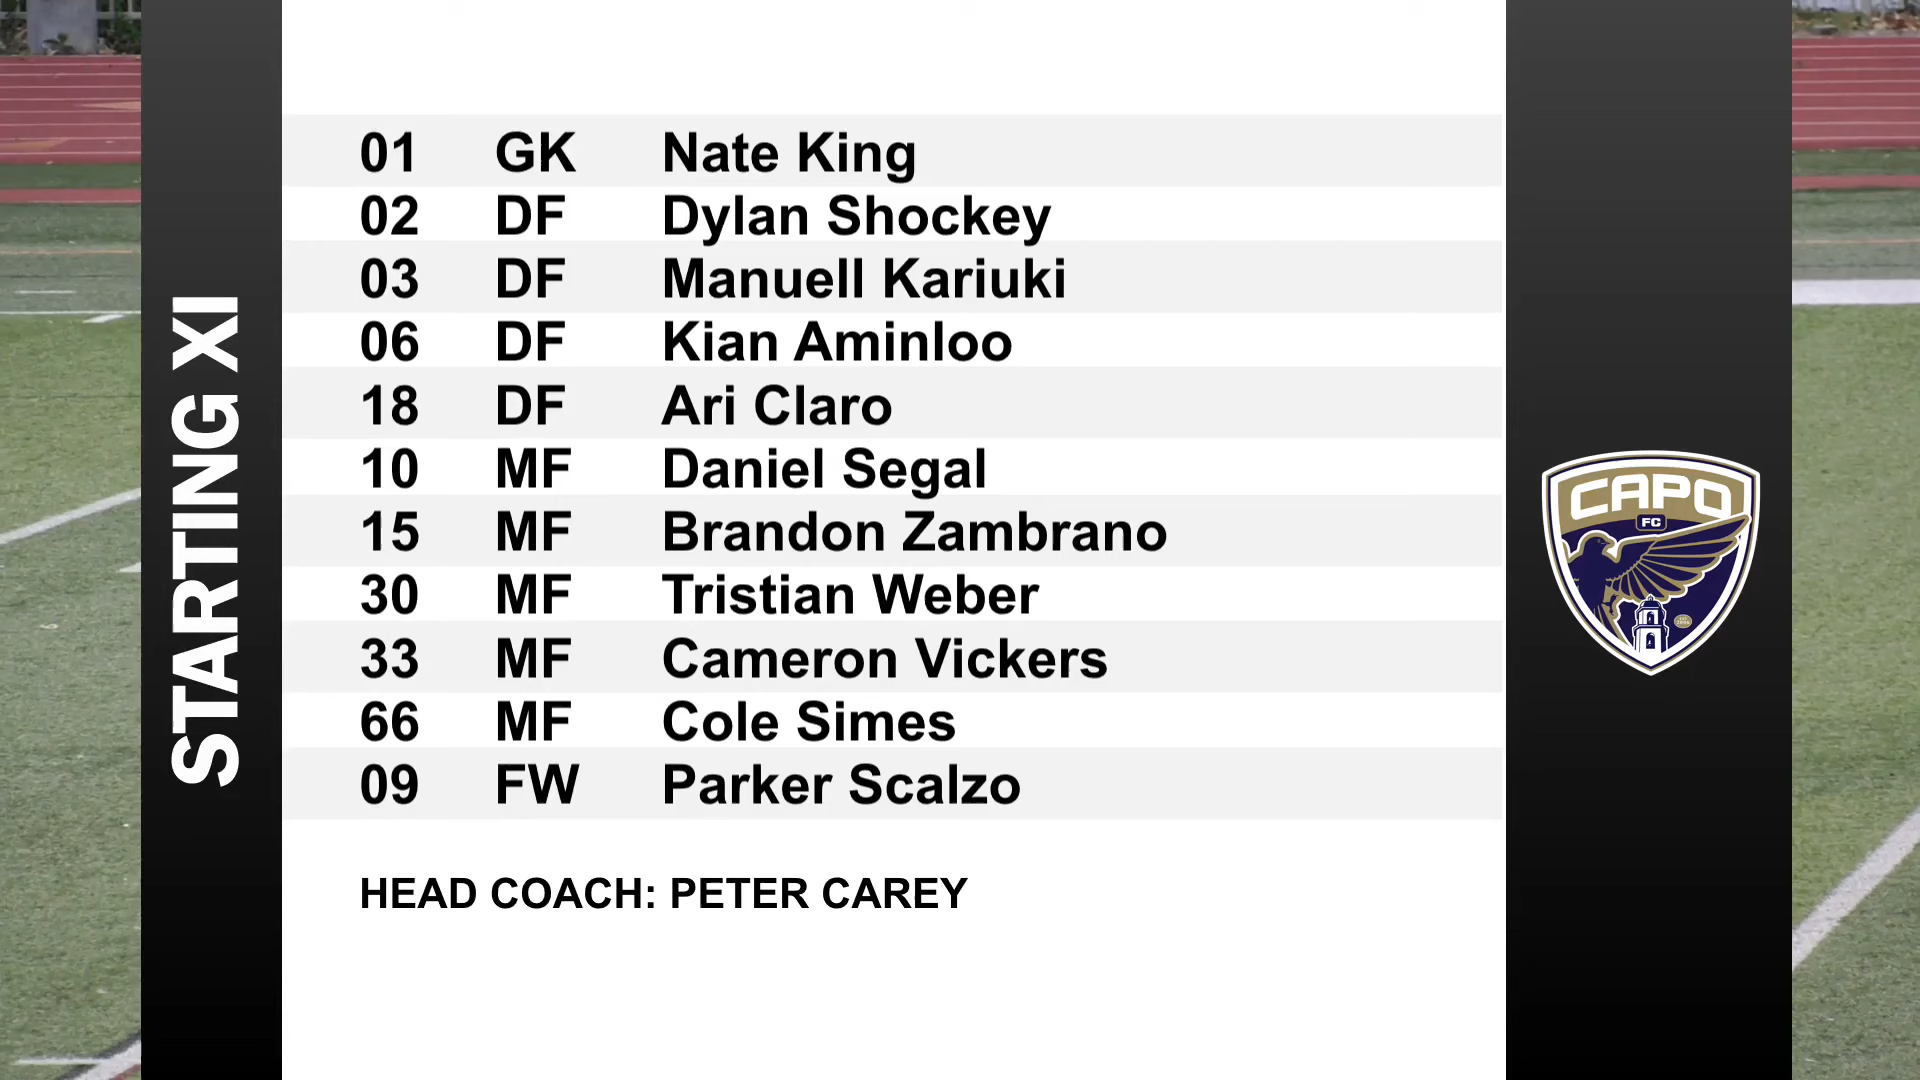 STARTING XI
01 GK Nate King
02 DF Dylan Shockey
03 DF Manuell Kariuki
06 DF Kian Aminloo
18 DF Ari Claro
10 MF Daniel Segal
15 MF Brandon Zambrano
30 MF Tristian Weber
33 MF Cameron Vickers
66 MF Cole Simes
09 FW Parker Scalzo
HEAD COACH: PETER CAREY
CAPO
FC